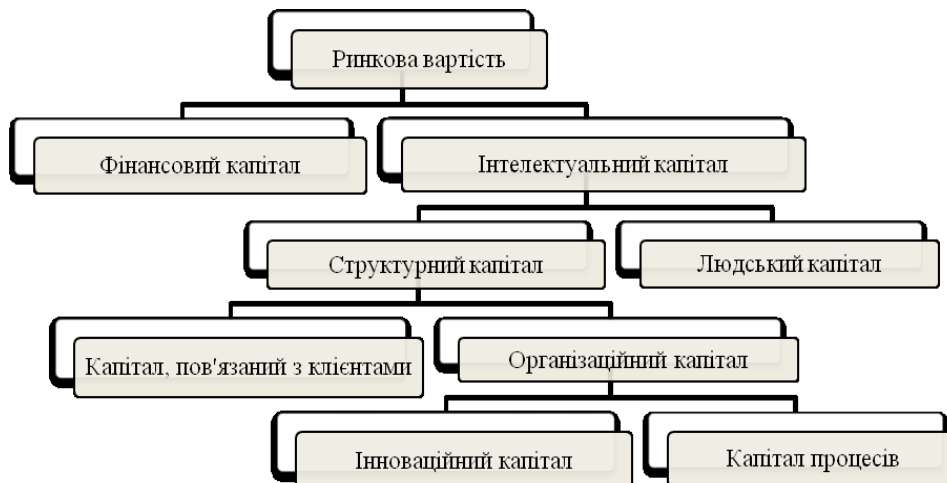 Ринкова вартість
Фінансовий капітал
Інтелектуальний капітал
Структурний капітал
Людський капітал
Капітал, пов'язаний з клієнтами
Організаційний капітал
Інноваційний капітал
Капітал процесів